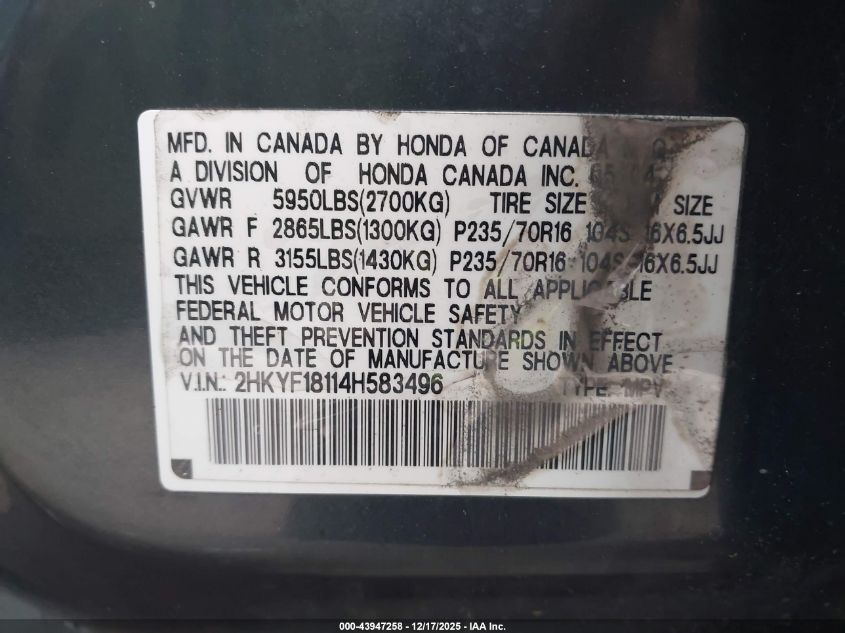 MFD. IN CANADA BY HONDA OF CANADA
A DIVISION OF HONDA CANADA INC.
GVWR 5950LBS(2700KG) TIRE SIZE SIZE
GAWR F 2865LBS(1300KG) P235/70R16 104S 16X6.5JJ
GAWR R 3155LBS(1430KG) P235/70R16 104S 16X6.5JJ
THIS VEHICLE CONFORMS TO ALL APPLICABLE
FEDERAL MOTOR VEHICLE SAFETY
AND THEFT PREVENTION STANDARDS IN EFFECT
ON THE DATE OF MANUFACTURE SHOWN ABOVE
V.I.N.: 2HKYF18114H583496 TYPE: MPV
000-43947258 - 12/17/2025 - IAA Inc.